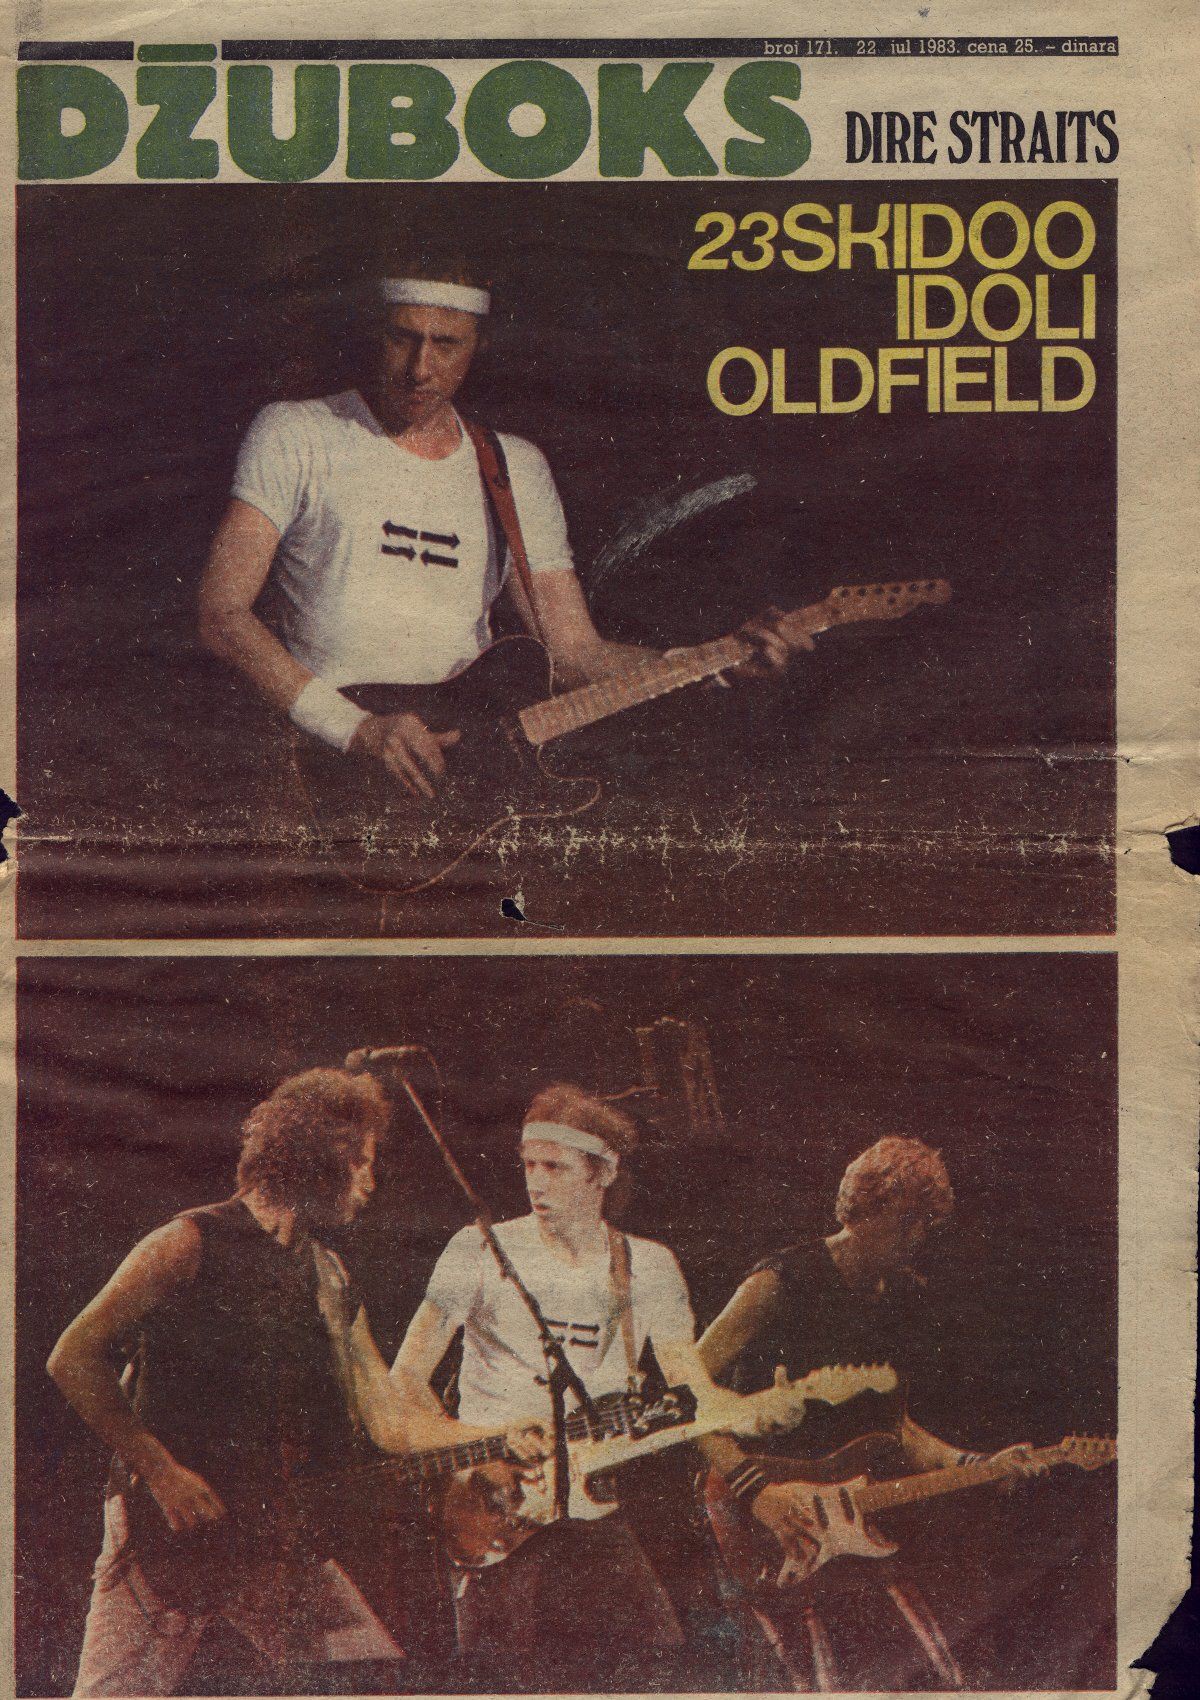 broj 171. 22 jul 1983. cena 25. – dinara
DŽUBOKS
DIRE STRAITS
23SKIDOO
IDOLI
OLDFIELD